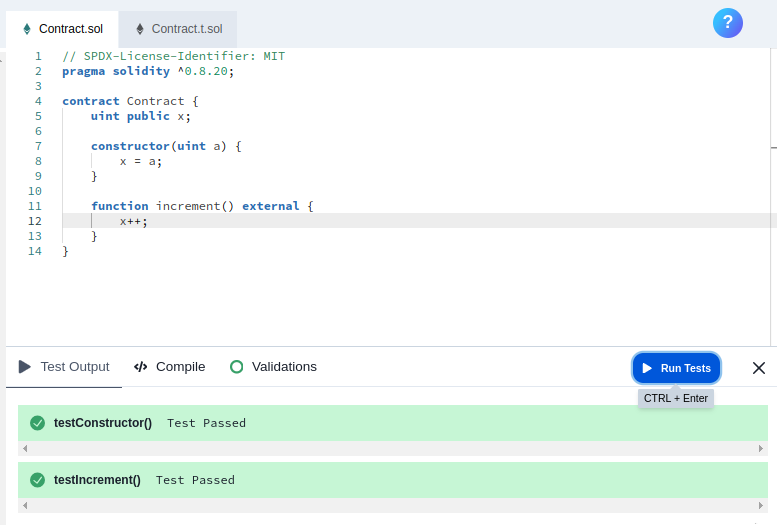 Contract.sol Contract.t.sol ?
1 // SPDX-License-Identifier: MIT
2 pragma solidity ^0.8.20;
3
4 contract Contract {
5 uint public x;
6
7 constructor(uint a) {
8 x = a;
9 }
10
11 function increment() external {
12 x++;
13 }
14 }
Test Output </> Compile Validations Run Tests
CTRL + Enter
testConstructor() Test Passed
testIncrement() Test Passed